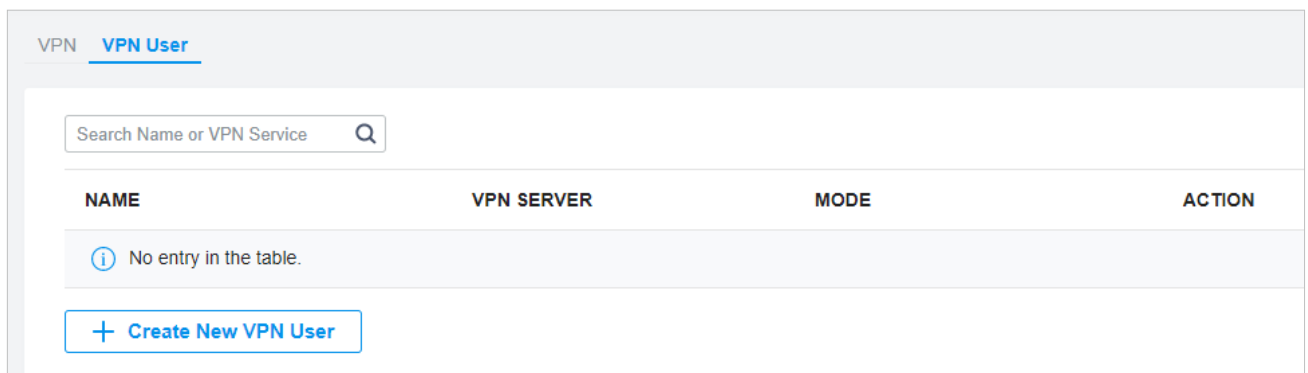 VPN VPN User
Search Name or VPN Service
NAME VPN SERVER MODE ACTION
No entry in the table.
+ Create New VPN User